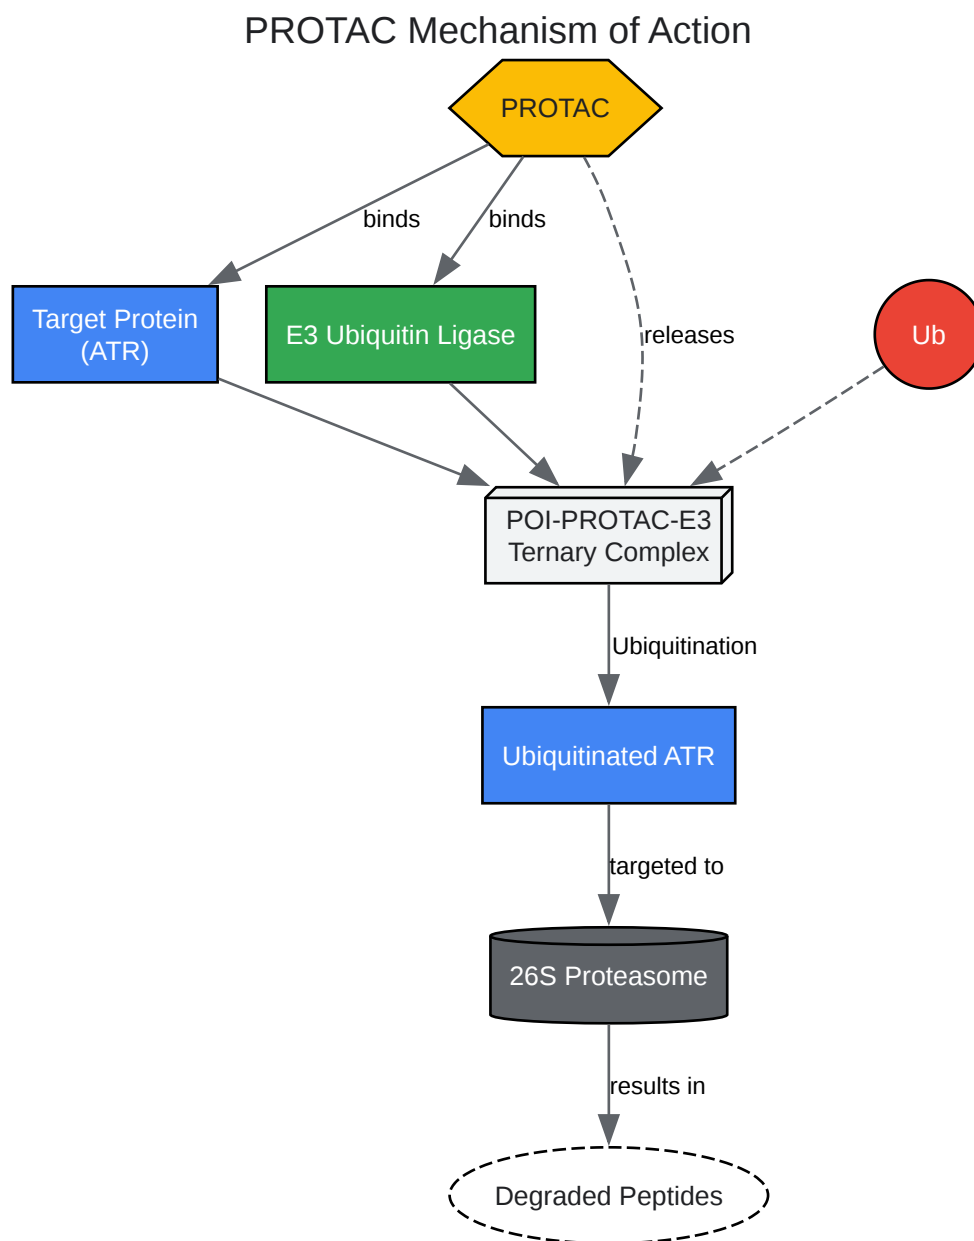 PROTAC Mechanism of Action
PROTAC
binds
binds
Target Protein
(ATR)
E3 Ubiquitin Ligase
releases
Ub
POI-PROTAC-E3
Ternary Complex
Ubiquitination
Ubiquitinated ATR
targeted to
26S Proteasome
results in
Degraded Peptides